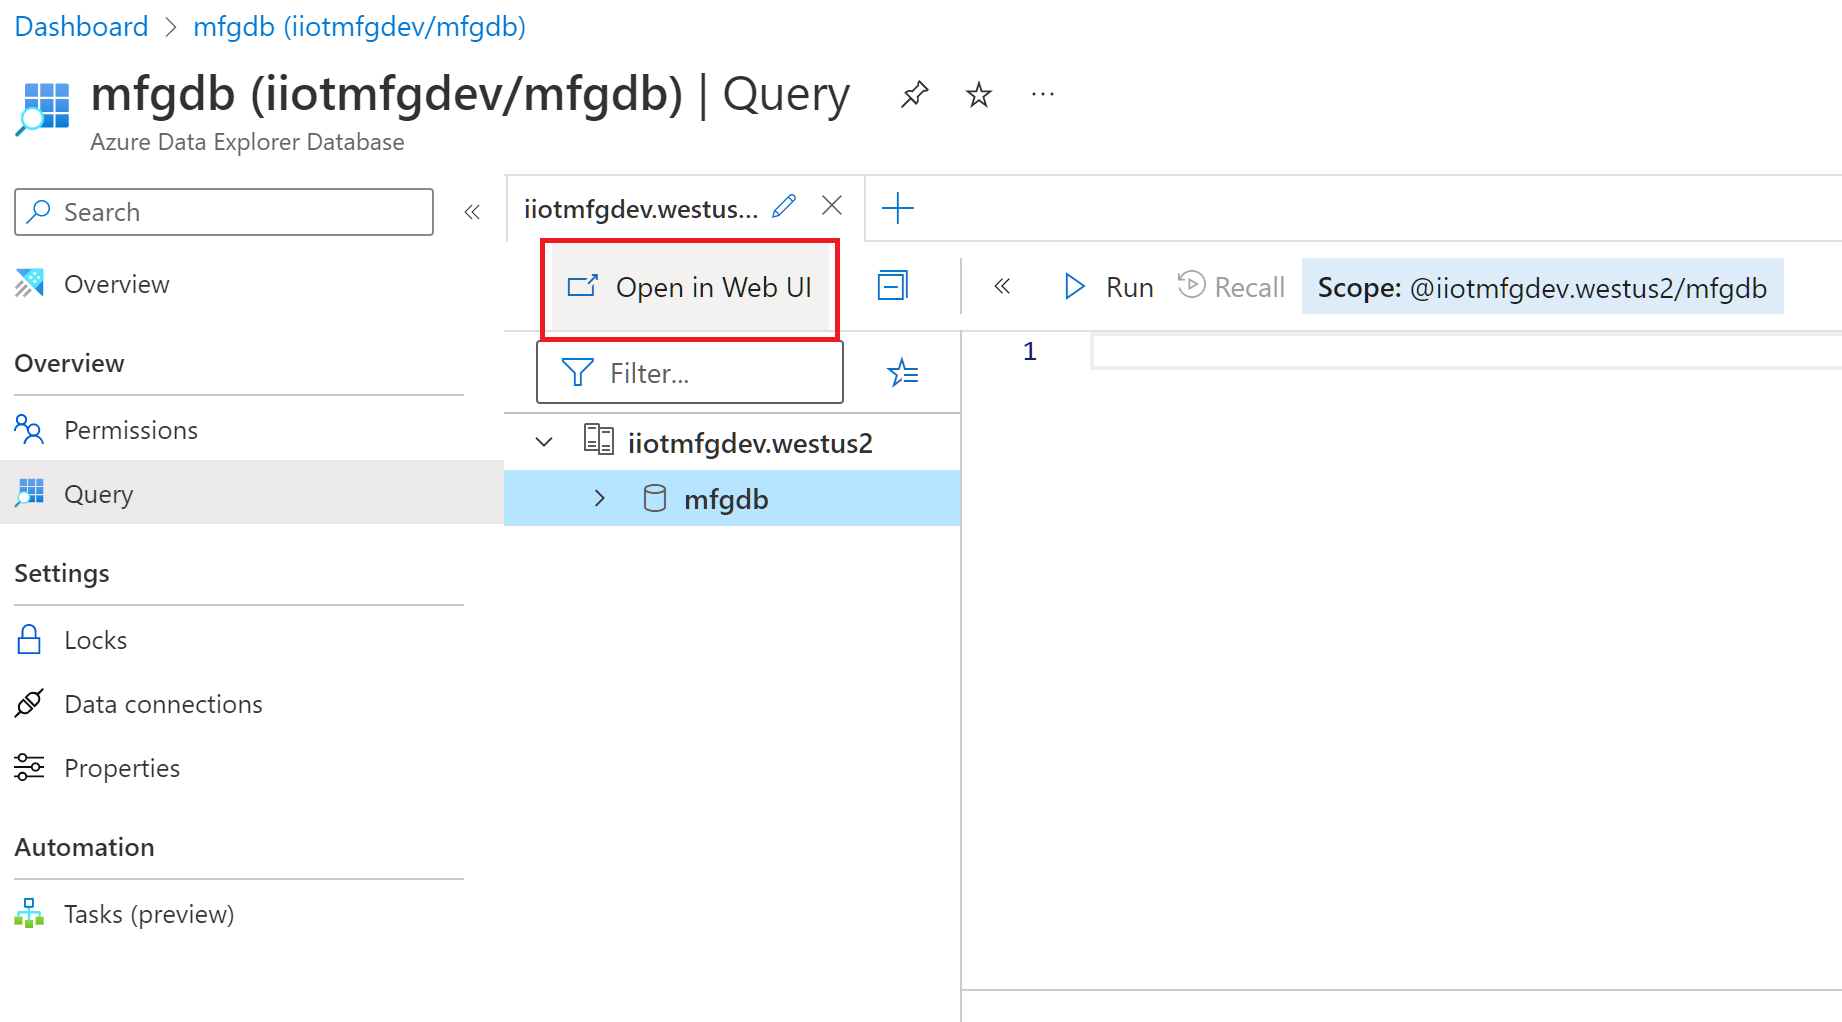 Dashboard > mfgdb (iiotmfgdev/mfgdb)
mfgdb (iiotmfgdev/mfgdb) | Query ...
Azure Data Explorer Database
Search
Overview
Overview
Permissions
Query
Settings
Locks
Data connections
Properties
Automation
Tasks (preview)
iiotmfgdev.westus...
Open in Web UI
Run
Recall
Scope: @iiotmfgdev.westus2/mfgdb
Filter...
iiotmfgdev.westus2
mfgdb
1